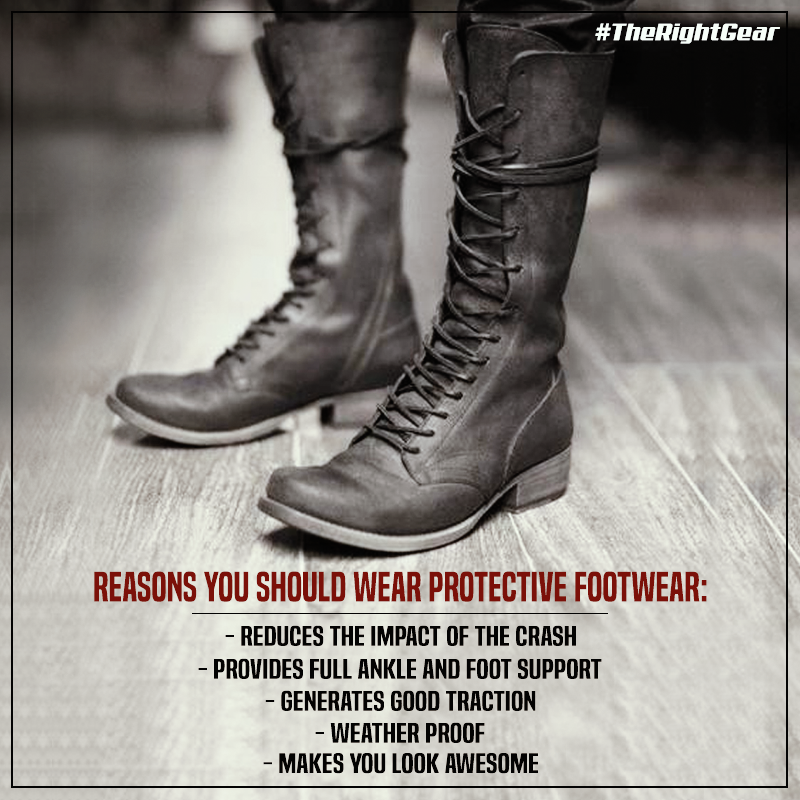 #TheRightGear
REASONS YOU SHOULD WEAR PROTECTIVE FOOTWEAR:
- REDUCES THE IMPACT OF THE CRASH
- PROVIDES FULL ANKLE AND FOOT SUPPORT
- GENERATES GOOD TRACTION
- WEATHER PROOF
- MAKES YOU LOOK AWESOME